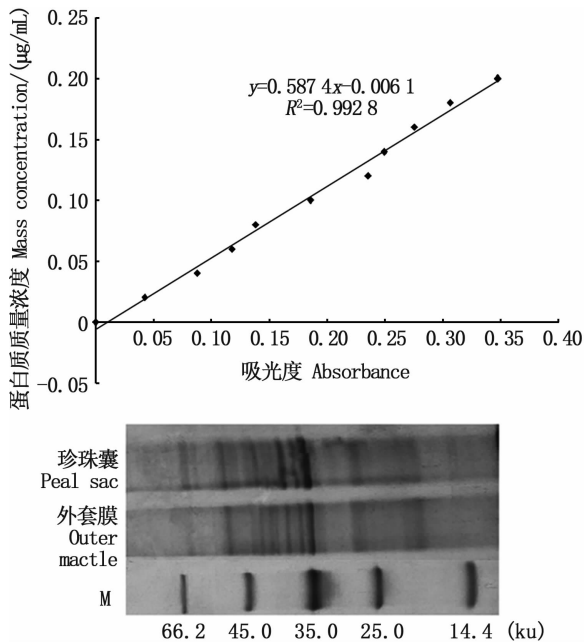 蛋白质质量浓度 Mass concentration/(μg/mL)
0.20
0.15
0.10
0.05
0
-0.05
y=0.587 4x-0.006 1
R²=0.992 8
0.05 0.10 0.15 0.20 0.25 0.30 0.35 0.40
吸光度 Absorbance
珍珠囊
Peal sac
外套膜
Outer
mactle
M
66.2 45.0 35.0 25.0 14.4 (ku)